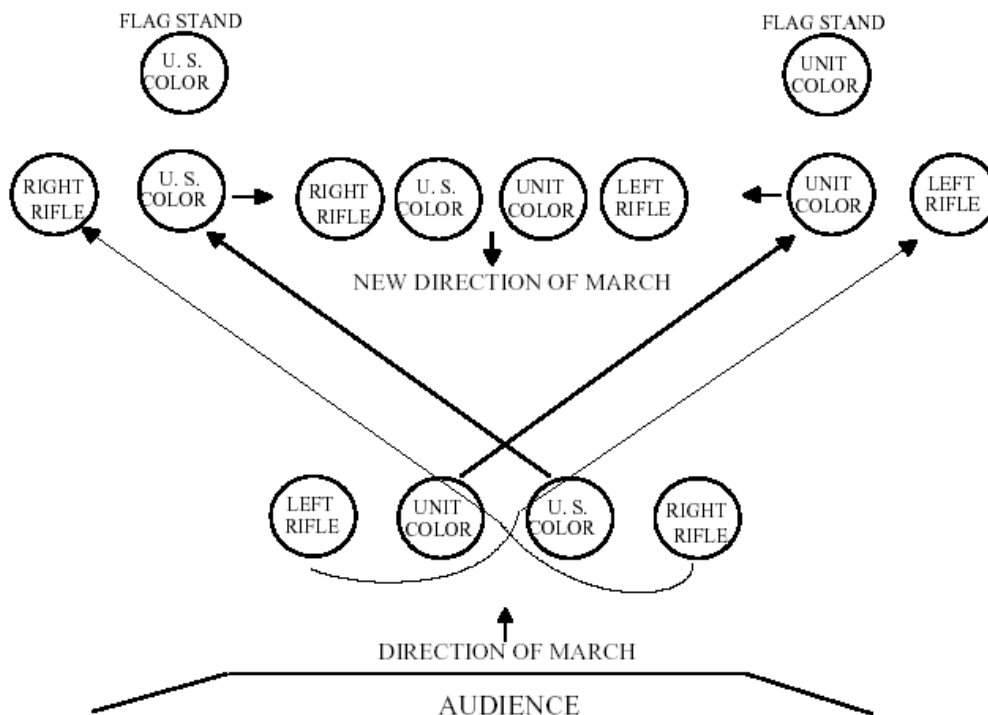 FLAG STAND
FLAG STAND
U. S.
COLOR
UNIT
COLOR
RIGHT
RIFLE
U. S.
COLOR
RIGHT
RIFLE
U. S.
COLOR
UNIT
COLOR
LEFT
RIFLE
UNIT
COLOR
LEFT
RIFLE
NEW DIRECTION OF MARCH
LEFT
RIFLE
UNIT
COLOR
U. S.
COLOR
RIGHT
RIFLE
DIRECTION OF MARCH
AUDIENCE